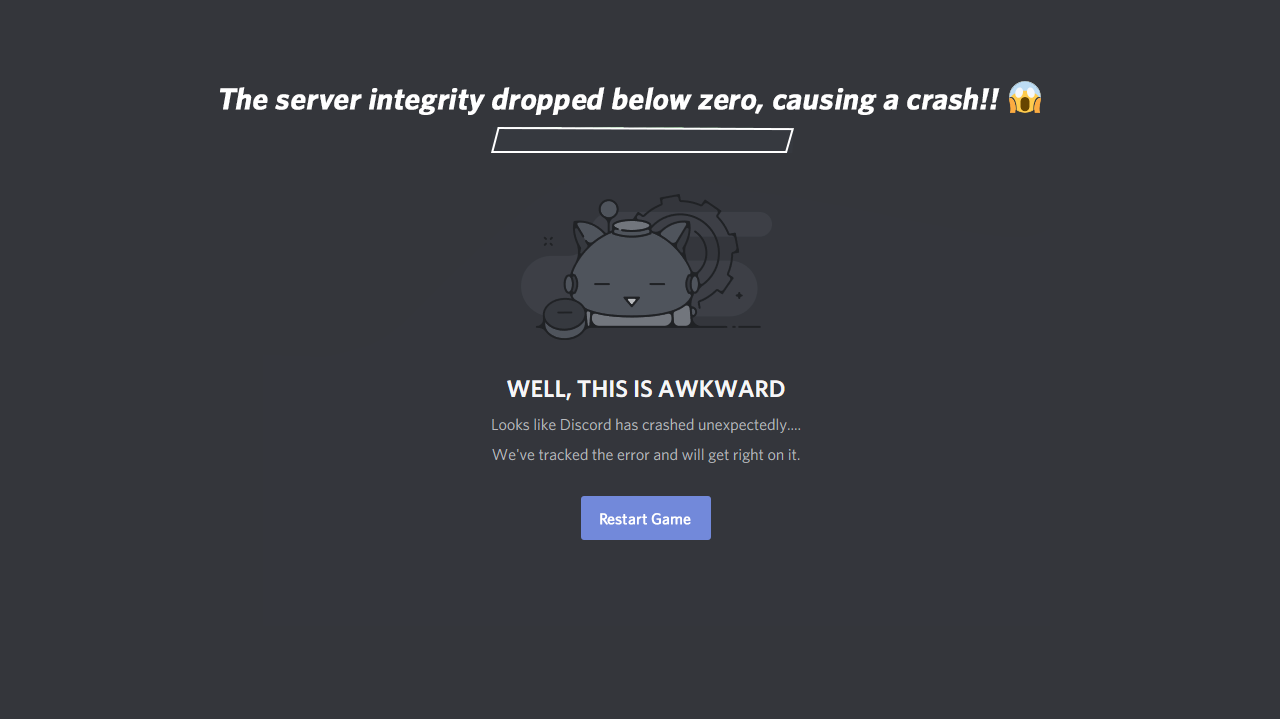 The server integrity dropped below zero, causing a crash!! 😱
WELL, THIS IS AWKWARD
Looks like Discord has crashed unexpectedly....
We've tracked the error and will get right on it.
Restart Game